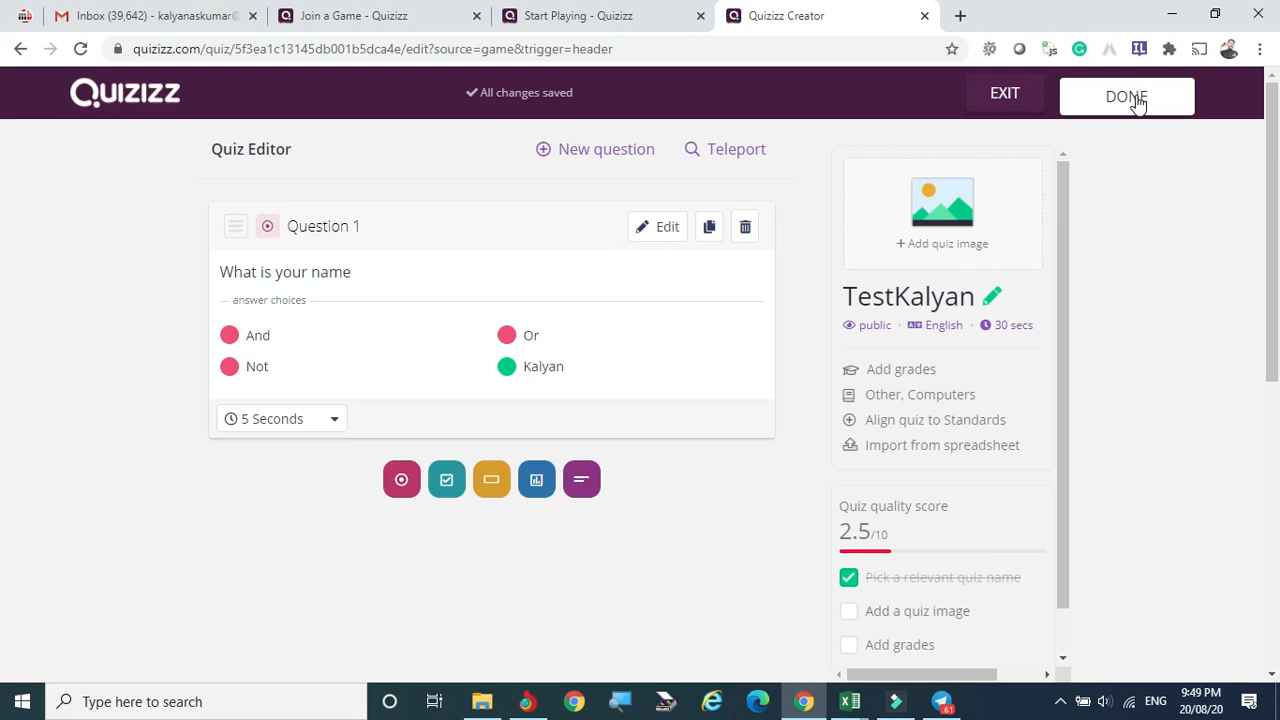 Inbox (39,642) - kalyanaskumar@
Join a Game - Quizizz
Start Playing - Quizizz
Quizizz Creator
quizizz.com/quiz/5f3ea1c13145db001b5dca4e/edit?source=game&trigger=header
Quizizz
All changes saved
EXIT
DONE
Quiz Editor
New question
Teleport
Question 1
Edit
What is your name
answer choices
And
Or
Not
Kalyan
5 Seconds
+ Add quiz image
TestKalyan
public · English · 30 secs
Add grades
Other, Computers
Align quiz to Standards
Import from spreadsheet
Quiz quality score
2.5/10
Pick a relevant quiz name
Add a quiz image
Add grades
Type here to search
61
ENG
9:49 PM
20/08/20